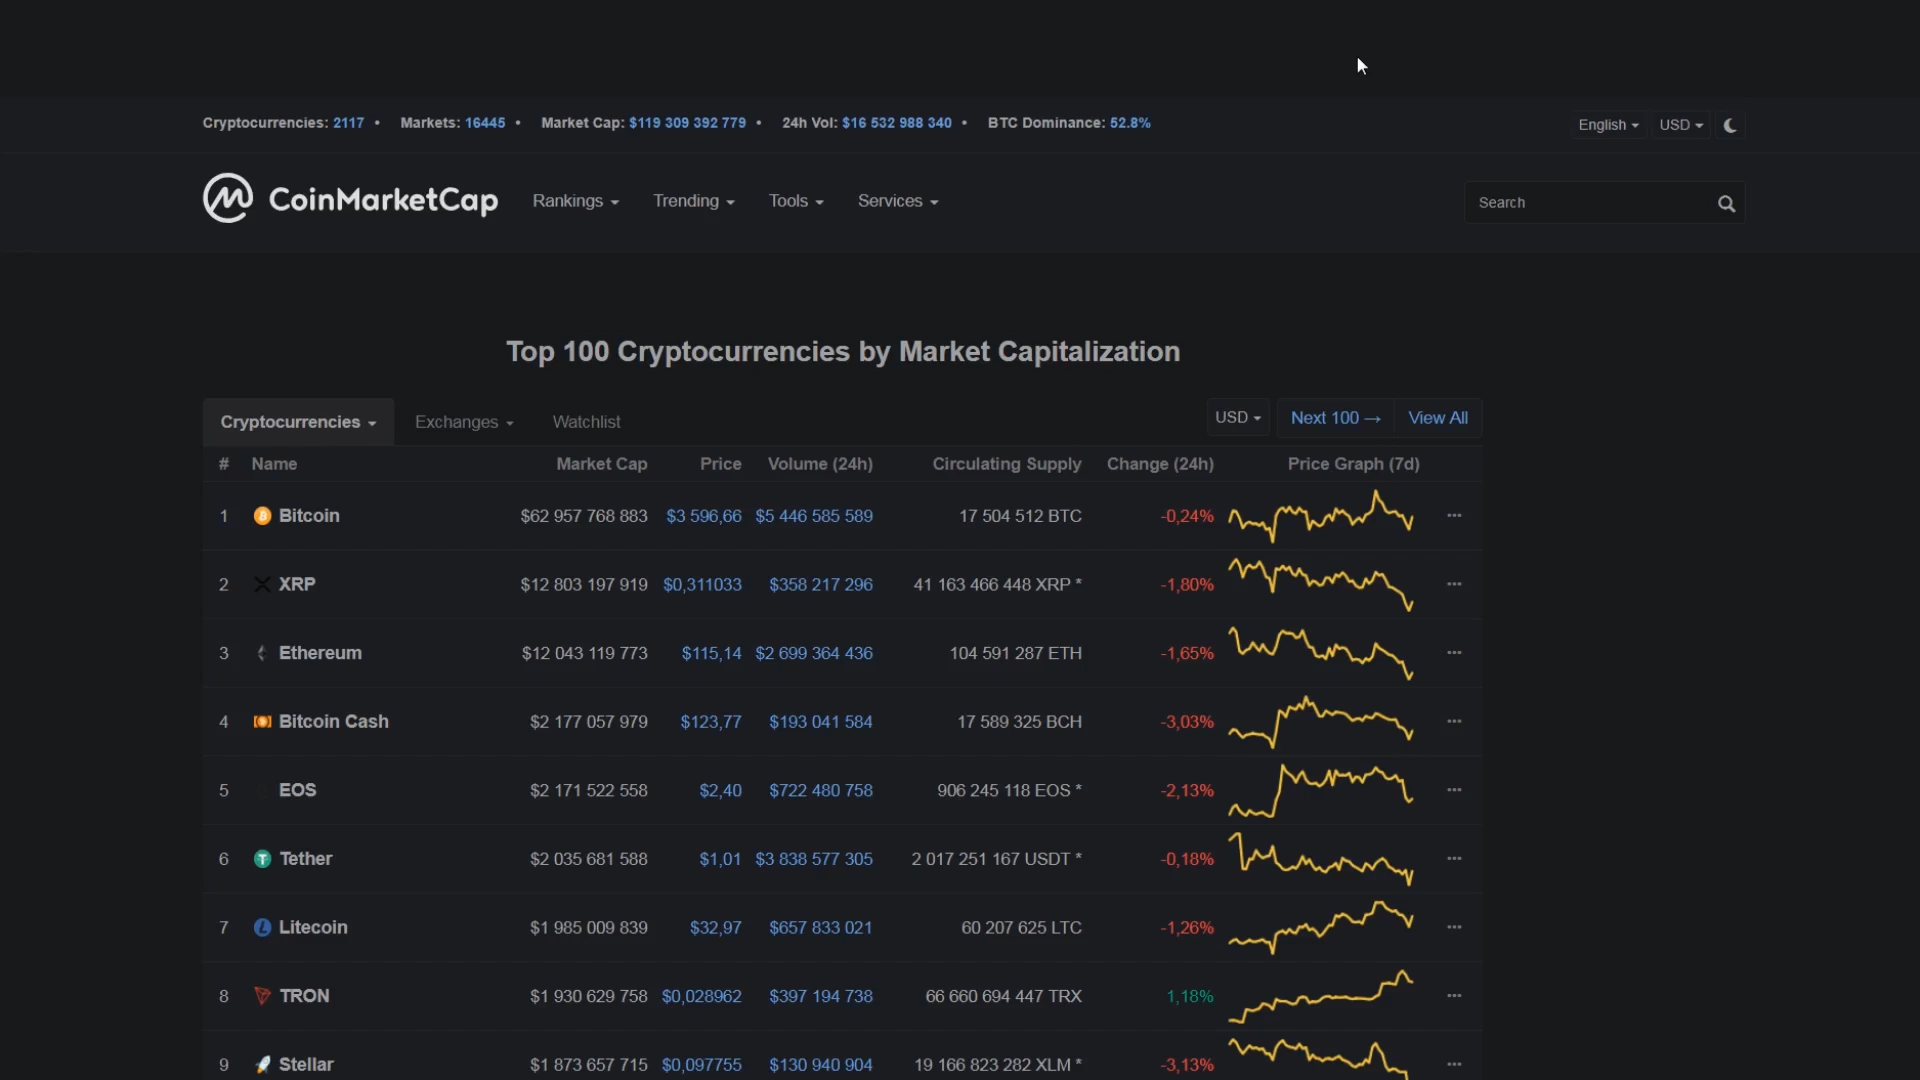 Cryptocurrencies: 2117 • Markets: 16445 • Market Cap: $119 309 392 779 • 24h Vol: $16 532 988 340 • BTC Dominance: 52.8% English USD
CoinMarketCap Rankings Trending Tools Services Search
Top 100 Cryptocurrencies by Market Capitalization
Cryptocurrencies Exchanges Watchlist USD Next 100 → View All
# Name Market Cap Price Volume (24h) Circulating Supply Change (24h) Price Graph (7d)
1 Bitcoin $62 957 768 883 $3 596,66 $5 446 585 589 17 504 512 BTC -0,24%
2 XRP $12 803 197 919 $0,311033 $358 217 296 41 163 466 448 XRP * -1,80%
3 Ethereum $12 043 119 773 $115,14 $2 699 364 436 104 591 287 ETH -1,65%
4 Bitcoin Cash $2 177 057 979 $123,77 $193 041 584 17 589 325 BCH -3,03%
5 EOS $2 171 522 558 $2,40 $722 480 758 906 245 118 EOS * -2,13%
6 Tether $2 035 681 588 $1,01 $3 838 577 305 2 017 251 167 USDT * -0,18%
7 Litecoin $1 985 009 839 $32,97 $657 833 021 60 207 625 LTC -1,26%
8 TRON $1 930 629 758 $0,028962 $397 194 738 66 660 694 447 TRX 1,18%
9 Stellar $1 873 657 715 $0,097755 $130 940 904 19 166 823 282 XLM * -3,13%